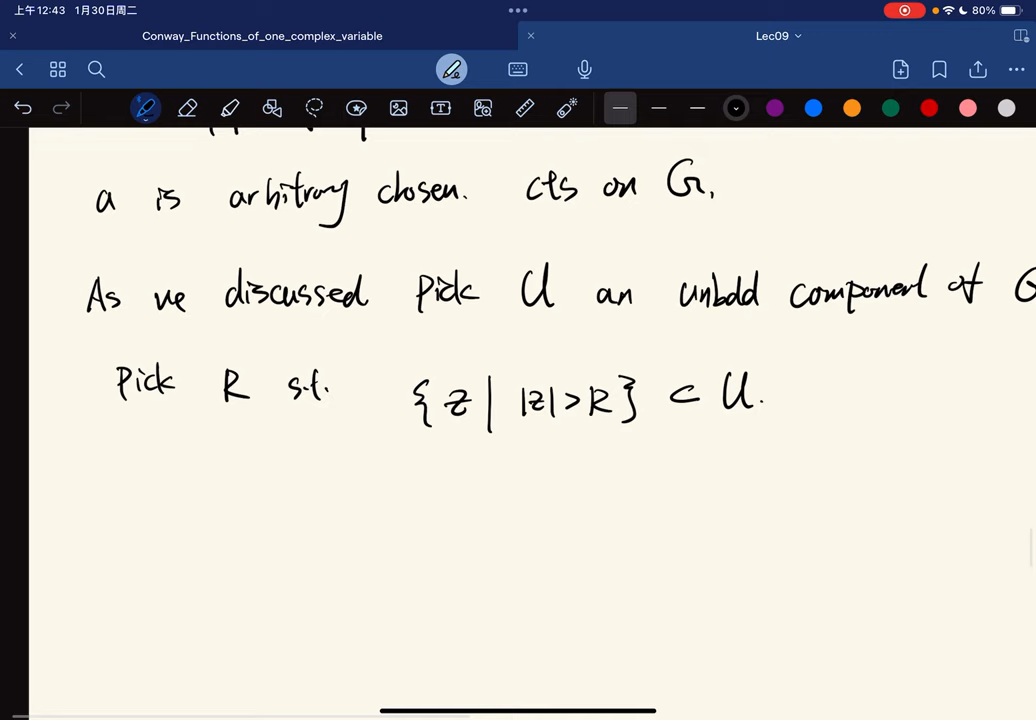 上午12:43 1月30日周二
80%
Conway_Functions_of_one_complex_variable
Lec09
a is arbitrary chosen. cts on G.
As we discussed pick U an unbdd component of G
Pick R s.t. {z | |z|>R} ⊂ U.